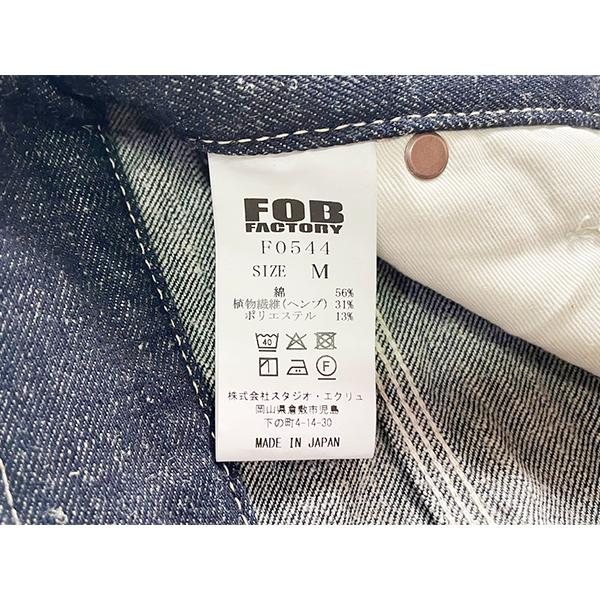 FOB
FACTORY
F0544
SIZE M
綿 56%
植物繊維(ヘンプ) 31%
ポリエステル 13%
40
F
株式会社スタジオ・エクリュ
岡山県倉敷市児島
下の町4-14-30
MADE IN JAPAN